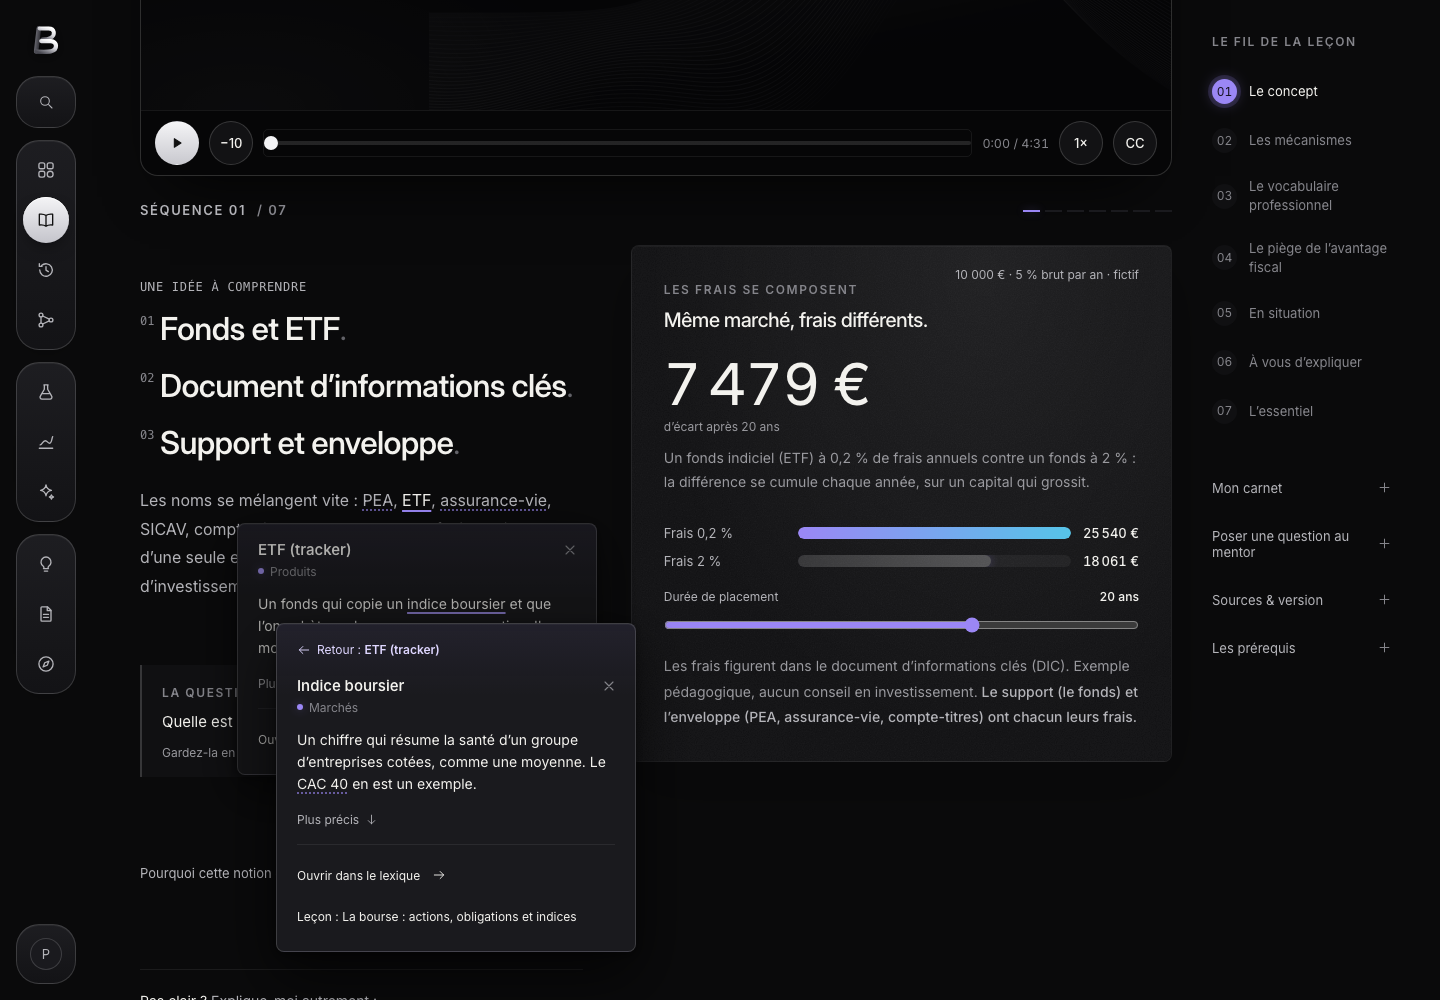 B
−10
0:00 / 4:31
1×
CC
SÉQUENCE 01 / 07
UNE IDÉE À COMPRENDRE
01 Fonds et ETF.
02 Document d’informations clés.
03 Support et enveloppe.
Les noms se mélangent vite : PEA, ETF, assurance-vie,
SICAV, compt
d’une seule e
d’investissem
LA QUESTI
Quelle est
Gardez-la en
Pourquoi cette notion
ETF (tracker)
Produits
Un fonds qui copie un indice boursier et que
Plu
Ouv
← Retour : ETF (tracker)
Indice boursier
Marchés
Un chiffre qui résume la santé d’un groupe
d’entreprises cotées, comme une moyenne. Le
CAC 40 en est un exemple.
Plus précis ↓
Ouvrir dans le lexique →
Leçon : La bourse : actions, obligations et indices
Pas clair ? Explique-moi autrement :
10 000 € · 5 % brut par an · fictif
LES FRAIS SE COMPOSENT
Même marché, frais différents.
7 479 €
d’écart après 20 ans
Un fonds indiciel (ETF) à 0,2 % de frais annuels contre un fonds à 2 % :
la différence se cumule chaque année, sur un capital qui grossit.
Frais 0,2 % 25 540 €
Frais 2 % 18 061 €
Durée de placement 20 ans
Les frais figurent dans le document d’informations clés (DIC). Exemple
pédagogique, aucun conseil en investissement. Le support (le fonds) et
l’enveloppe (PEA, assurance-vie, compte-titres) ont chacun leurs frais.
LE FIL DE LA LEÇON
01 Le concept
02 Les mécanismes
03 Le vocabulaire
professionnel
04 Le piège de l’avantage
fiscal
05 En situation
06 À vous d’expliquer
07 L’essentiel
Mon carnet +
Poser une question au
mentor +
Sources & version +
Les prérequis +
P